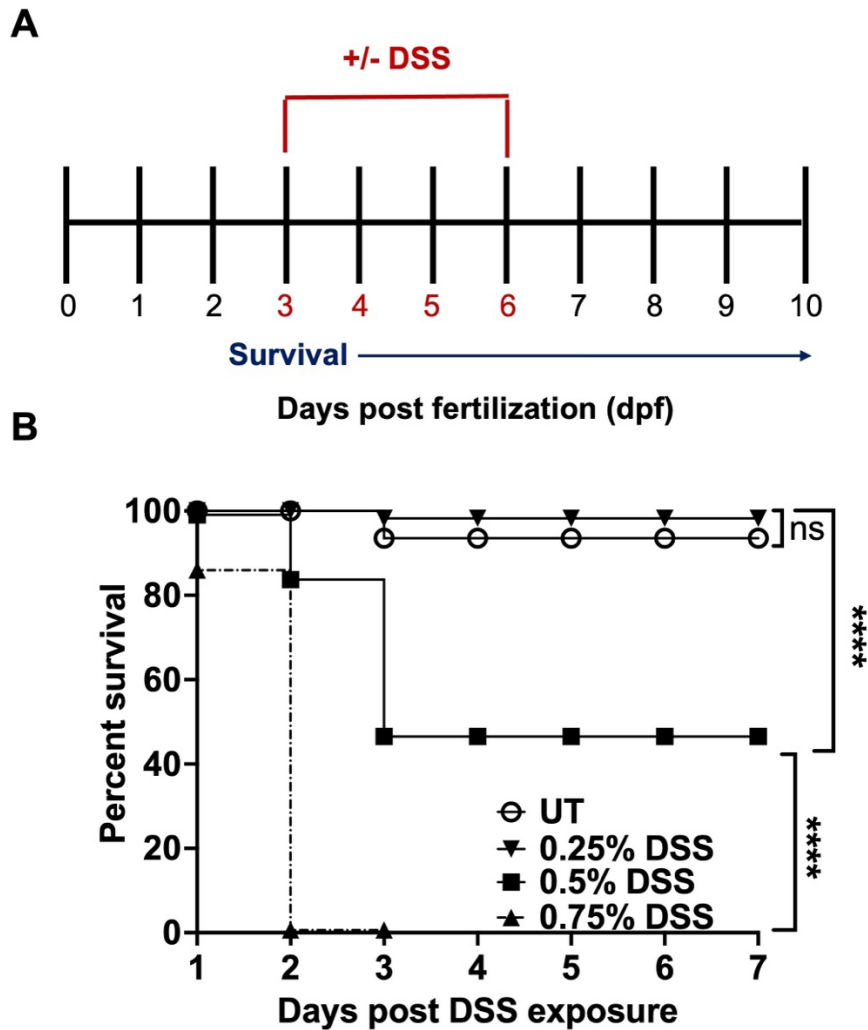 A
+/- DSS
0 1 2 3 4 5 6 7 8 9 10
Survival
Days post fertilization (dpf)
B
Percent survival
100
80
60
40
20
0
ns
****
****
UT
0.25% DSS
0.5% DSS
0.75% DSS
1 2 3 4 5 6 7
Days post DSS exposure